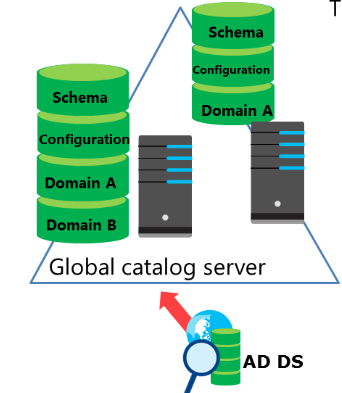 T
Schema
Configuration
Domain A
Schema
Configuration
Domain A
Domain B
Global catalog server
AD DS